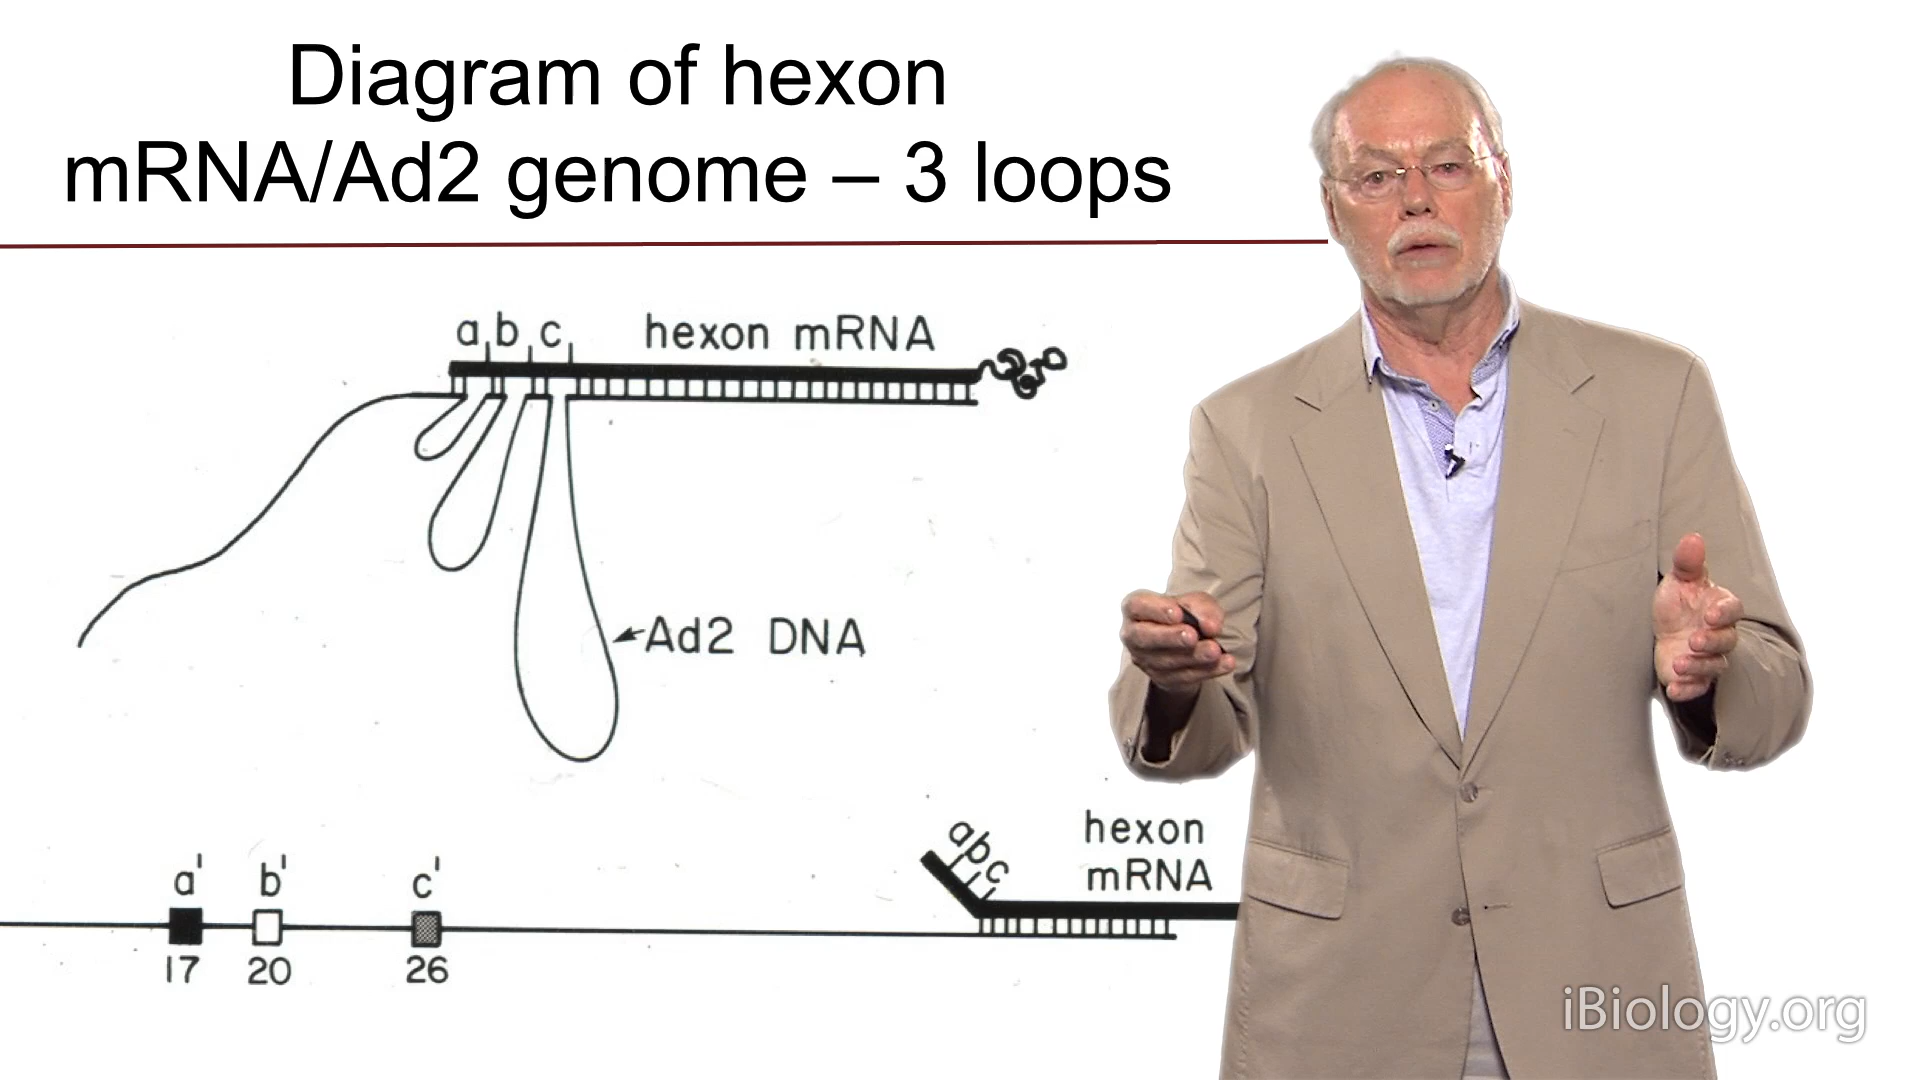 Diagram of hexon
mRNA/Ad2 genome – 3 loops
a b c hexon mRNA
Ad2 DNA
a' b' c'
17 20 26
abc
hexon
mRNA
iBiology.org